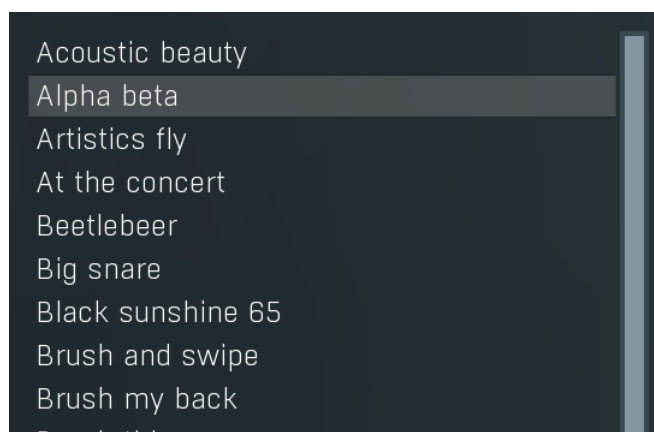 Acoustic beauty
Alpha beta
Artistics fly
At the concert
Beetlebeer
Big snare
Black sunshine 65
Brush and swipe
Brush my back